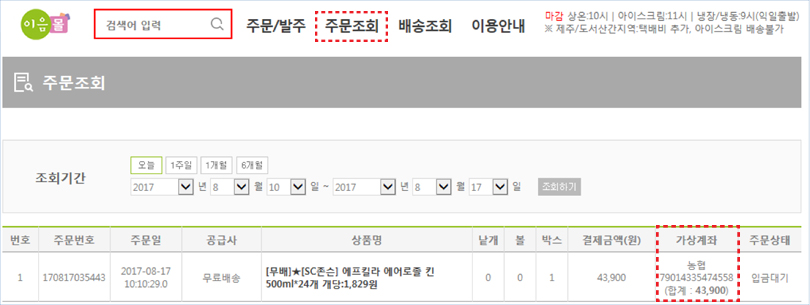 이음몰
검색어 입력
주문/발주 주문조회 배송조회 이용안내
마감 상온:10시 | 아이스크림:11시 | 냉장/냉동:9시(익일출발)
※ 제주/도서산간지역:택배비 추가, 아이스크림 배송불가
주문조회
조회기간
오늘 1주일 1개월 6개월
2017 년 8 월 10 일 ~ 2017 년 8 월 17 일 조회하기
번호 주문번호 주문일 공급사 상품명 낱개 볼 박스 결제금액(원) 가상계좌 주문상태
1 170817035443 2017-08-17 10:10:29.0 무료배송 [무배]★[SC존슨] 에프킬라 에어로졸 킨 500ml*24개 개당:1,829원 0 0 1 43,900 농협 79014335474558 (합계 : 43,900) 입금대기